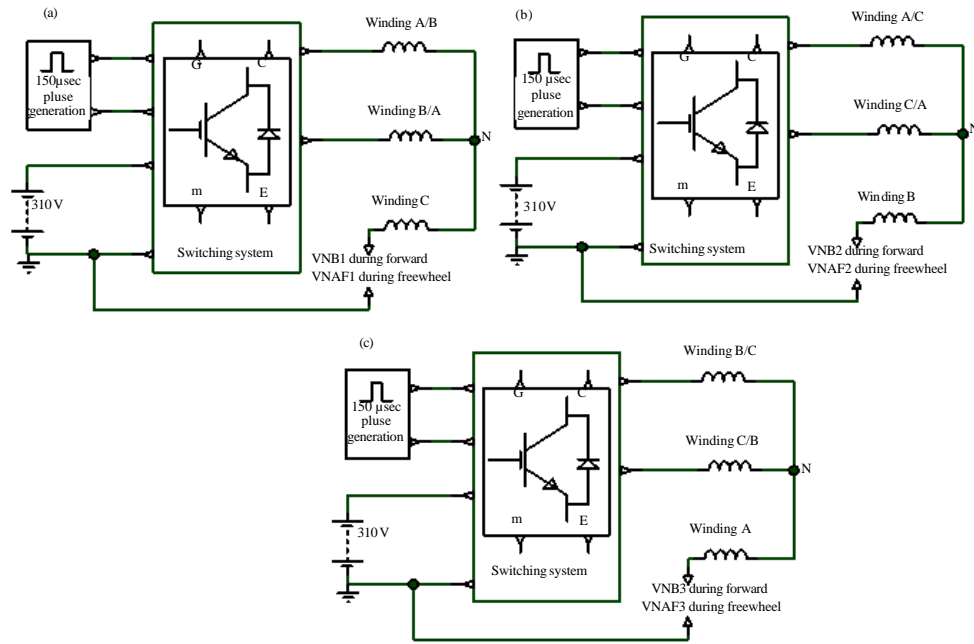 (a)
Winding A/B
G
C
150µsec
pluse
generation
Winding B/A
N
m
E
310 V
Winding C
Switching system
VNB1 during forward
VNAF1 during freewheel
(b)
Winding A/C
G
C
150 µsec
pluse
generation
Winding C/A
N
m
E
310 V
Winding B
Switching system
VNB2 during forward
VNAF2 during freewheel
(c)
Winding B/C
G
C
150 µsec
pluse
generation
Winding C/B
N
m
E
310 V
Winding A
Switching system
VNB3 during forward
VNAF3 during freewheel